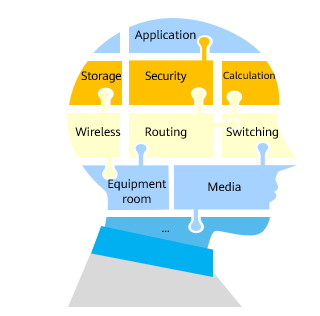 Application
Storage Security Calculation
Wireless Routing Switching
Equipment
room
Media
...